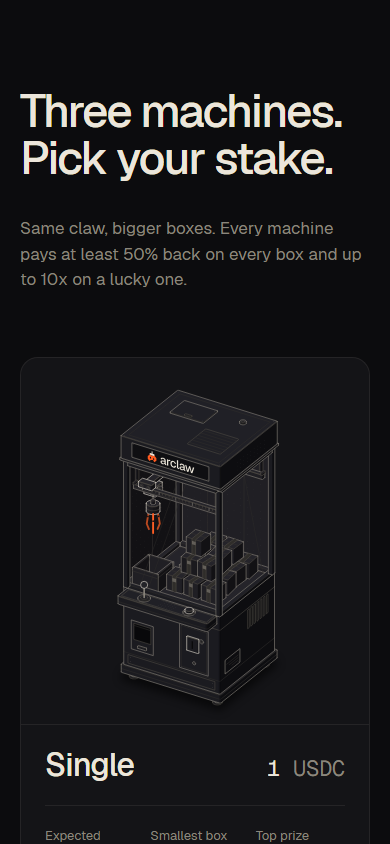 Three machines.
Pick your stake.
Same claw, bigger boxes. Every machine
pays at least 50% back on every box and up
to 10x on a lucky one.
arclaw
Single
1 USDC
Expected
Smallest box
Top prize